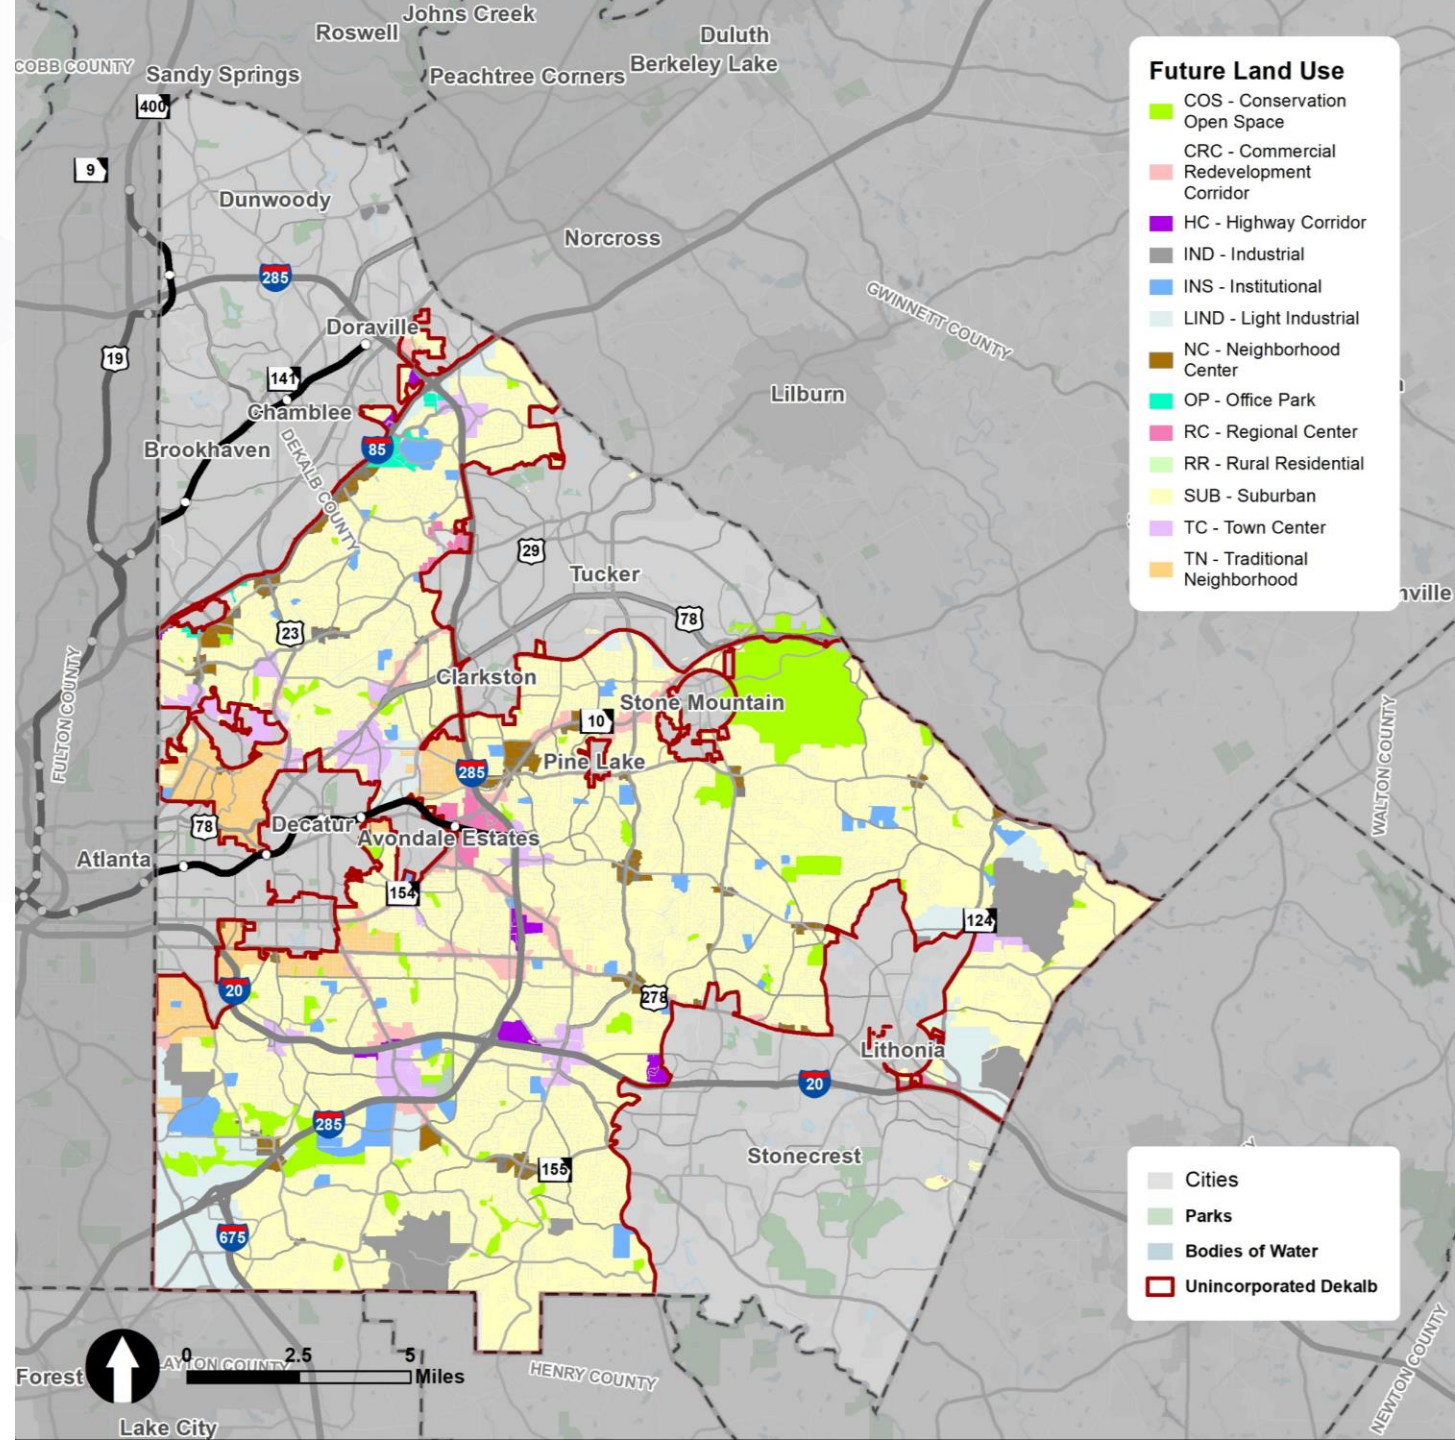 Johns Creek
Roswell
Duluth
COBB COUNTY
Sandy Springs
Peachtree Corners
Berkeley Lake
400
9
Dunwoody
Norcross
285
GWINNETT COUNTY
Doraville
19
141
Lilburn
Chamblee
Brookhaven
85
DEKALB COUNTY
29
Tucker
78
23
Clarkston
FULTON COUNTY
Stone Mountain
10
WALTON COUNTY
Pine Lake
285
78
Decatur
Avondale Estates
Atlanta
154
124
20
278
Lithonia
20
285
Stonecrest
155
675
Future Land Use
COS - Conservation
Open Space
CRC - Commercial
Redevelopment
Corridor
HC - Highway Corridor
IND - Industrial
INS - Institutional
LIND - Light Industrial
NC - Neighborhood
Center
OP - Office Park
RC - Regional Center
RR - Rural Residential
SUB - Suburban
TC - Town Center
TN - Traditional
Neighborhood
nville
Cities
Parks
Bodies of Water
Unincorporated Dekalb
NEWTON COUNTY
HENRY COUNTY
LAYTON COUNTY
0 2.5 5
Miles
Forest
Lake City